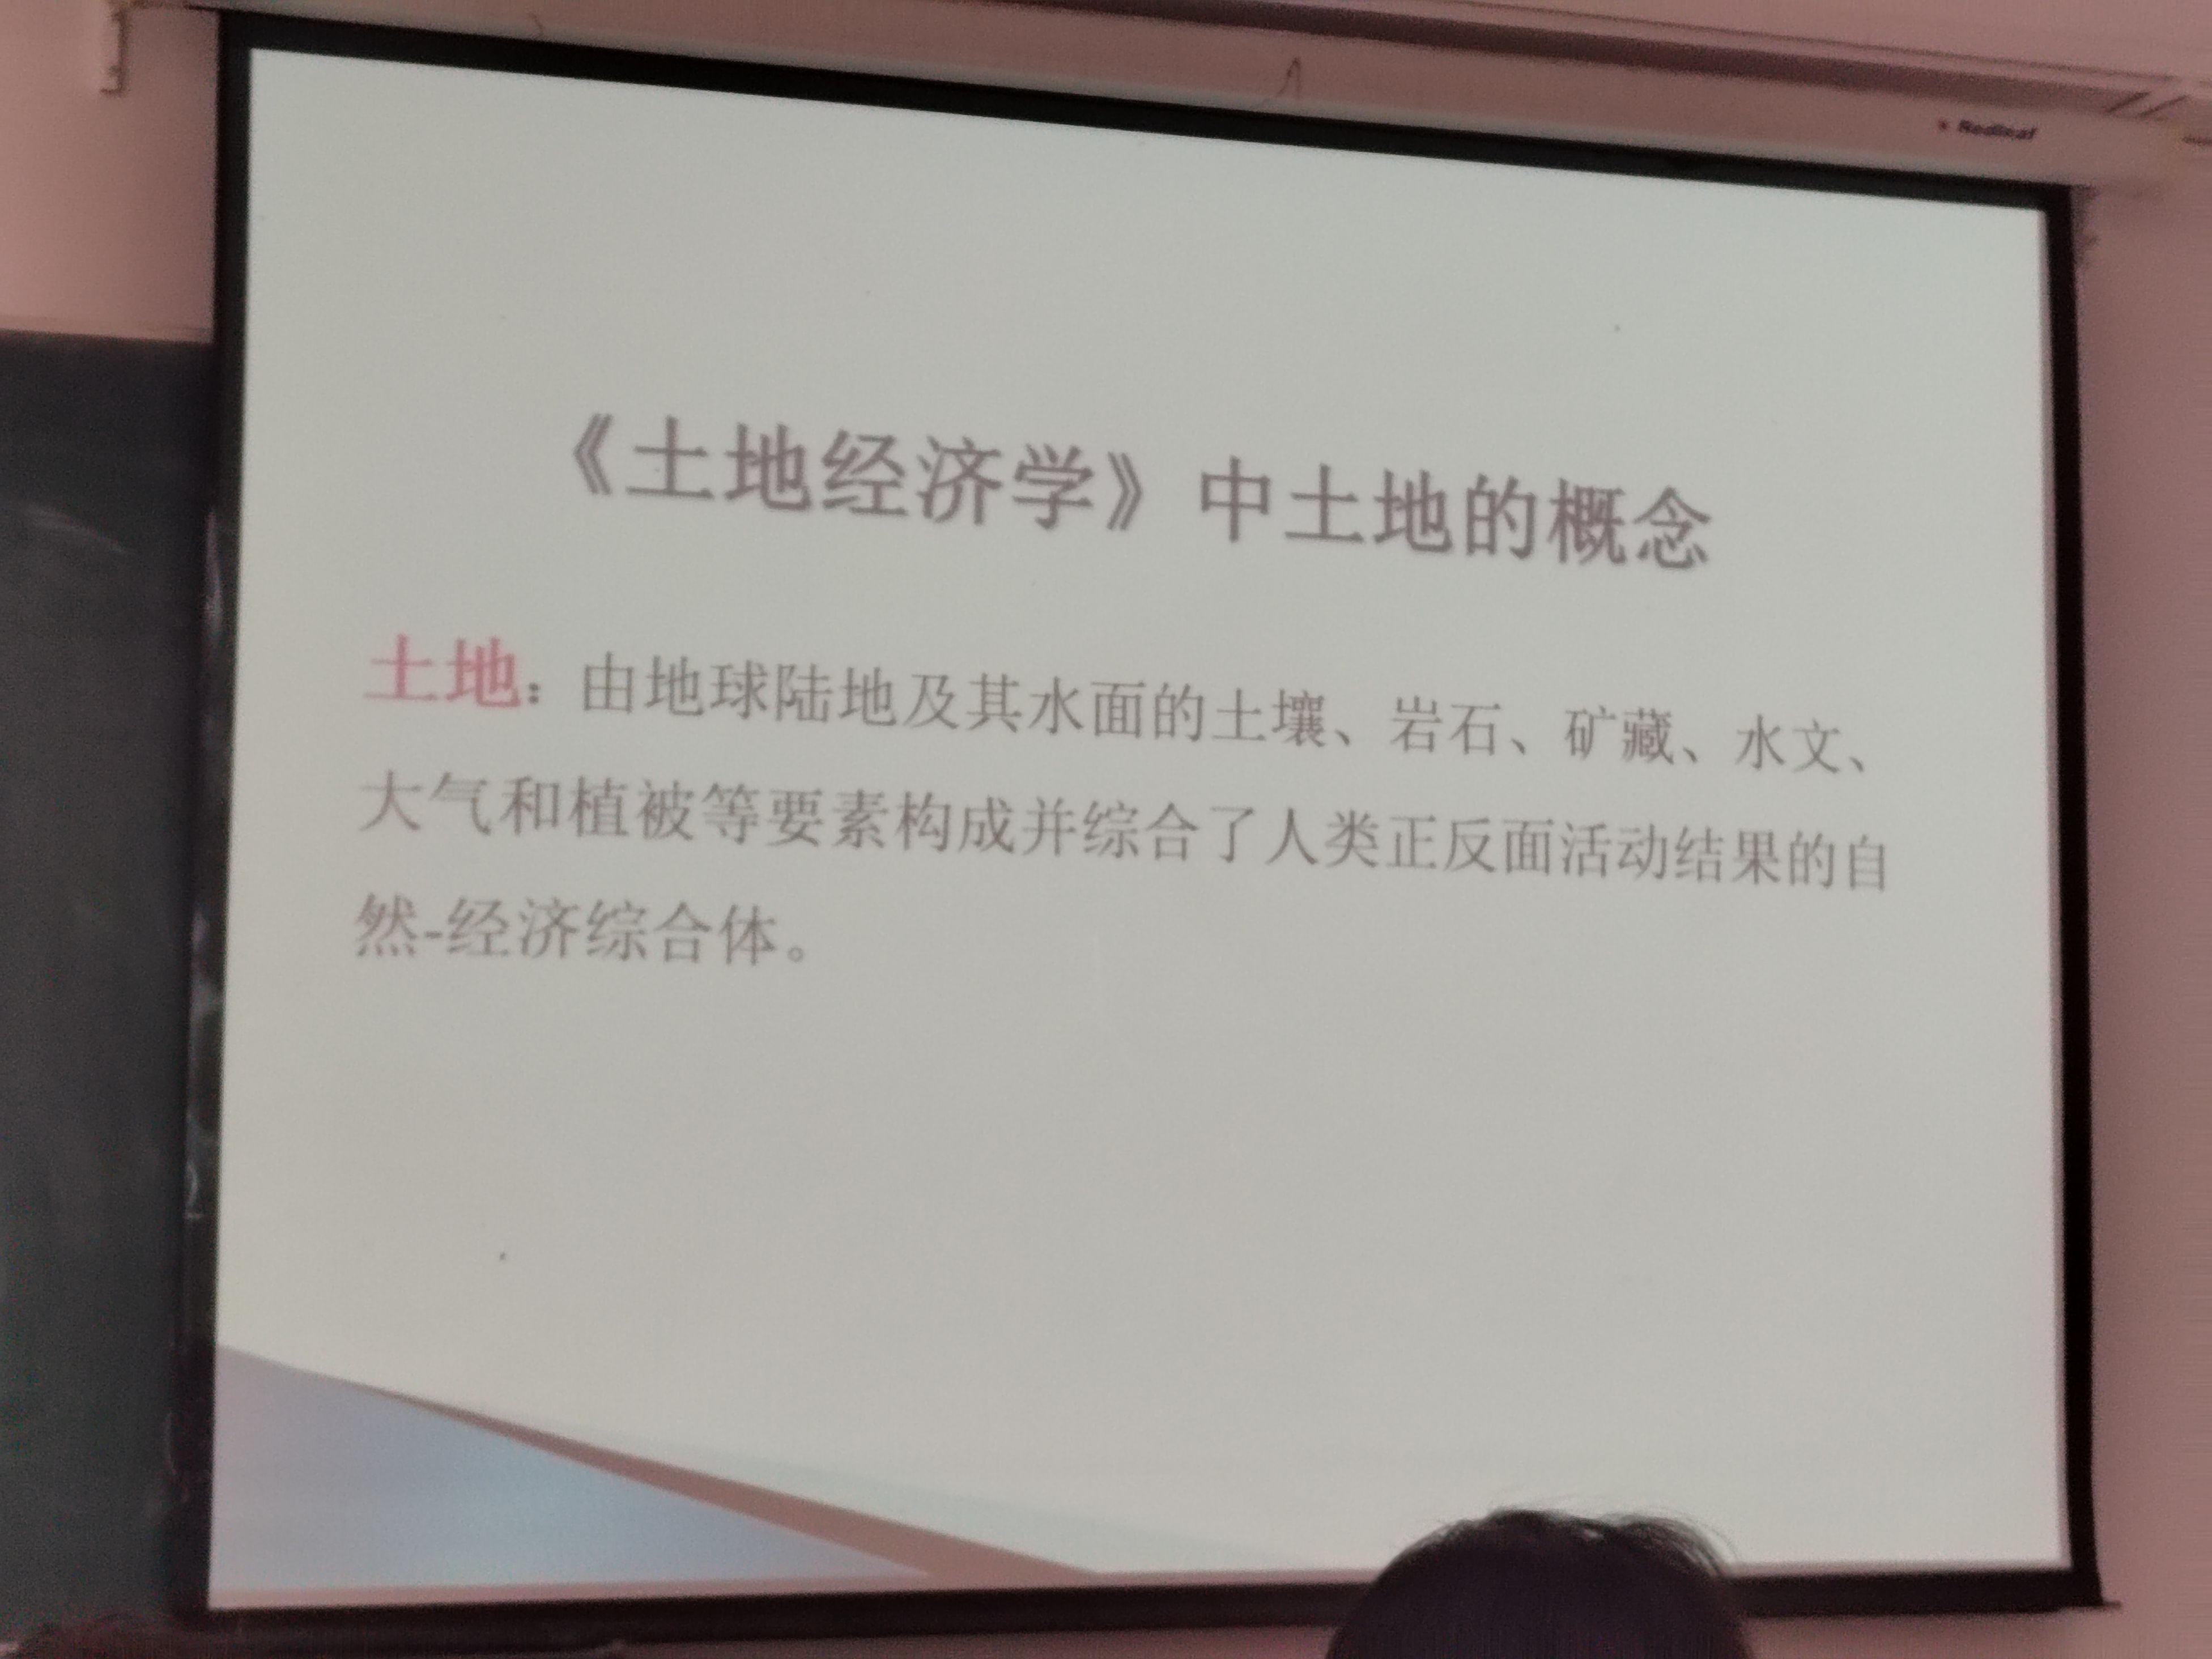 Redleaf
《土地经济学》中土地的概念
土地：由地球陆地及其水面的土壤、岩石、矿藏、水文、
大气和植被等要素构成并综合了人类正反面活动结果的自
然-经济综合体。